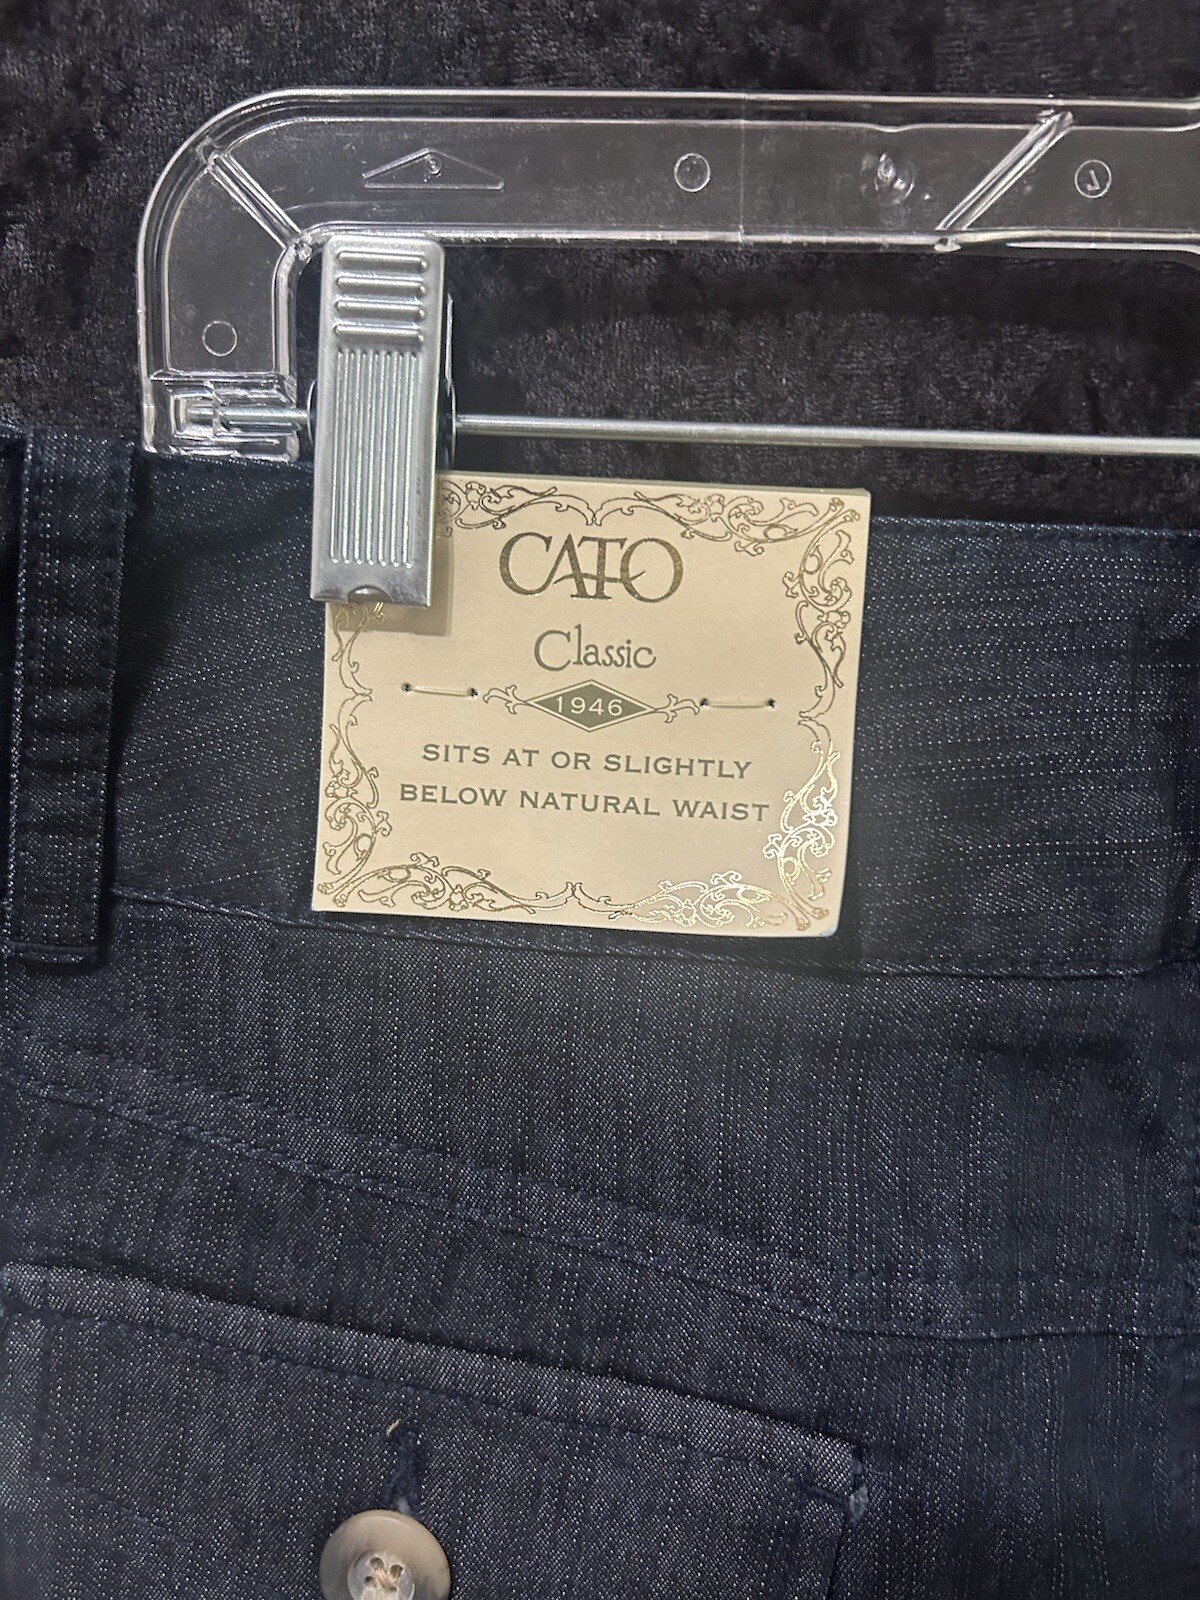 CATO
Classic
1946
SITS AT OR SLIGHTLY
BELOW NATURAL WAIST